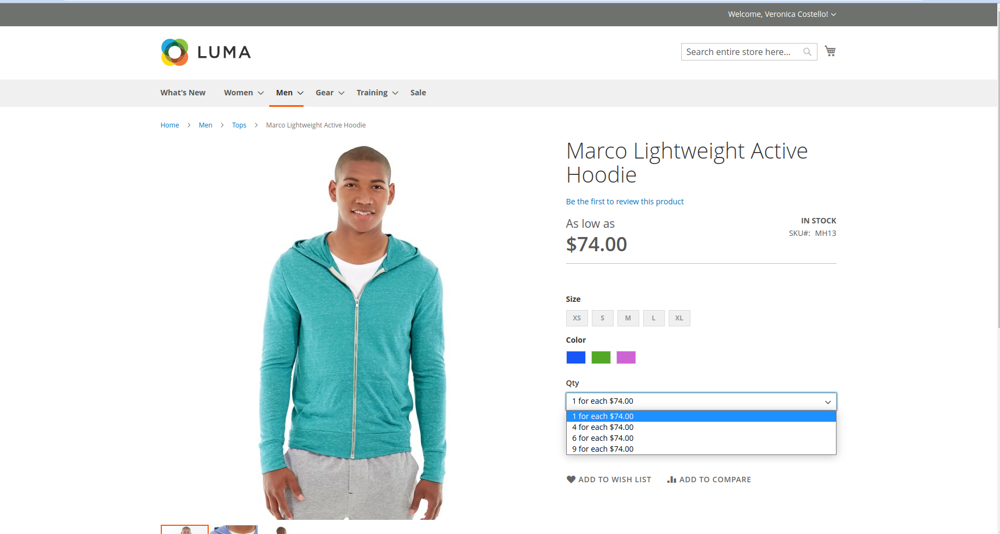 Welcome, Veronica Costello!
LUMA
Search entire store here...
What's New Women Men Gear Training Sale
Home Men Tops Marco Lightweight Active Hoodie
Marco Lightweight Active
Hoodie
Be the first to review this product
As low as
IN STOCK
$74.00
SKU#: MH13
Size
XS S M L XL
Color
Qty
1 for each $74.00
1 for each $74.00
4 for each $74.00
6 for each $74.00
9 for each $74.00
ADD TO WISH LIST ADD TO COMPARE